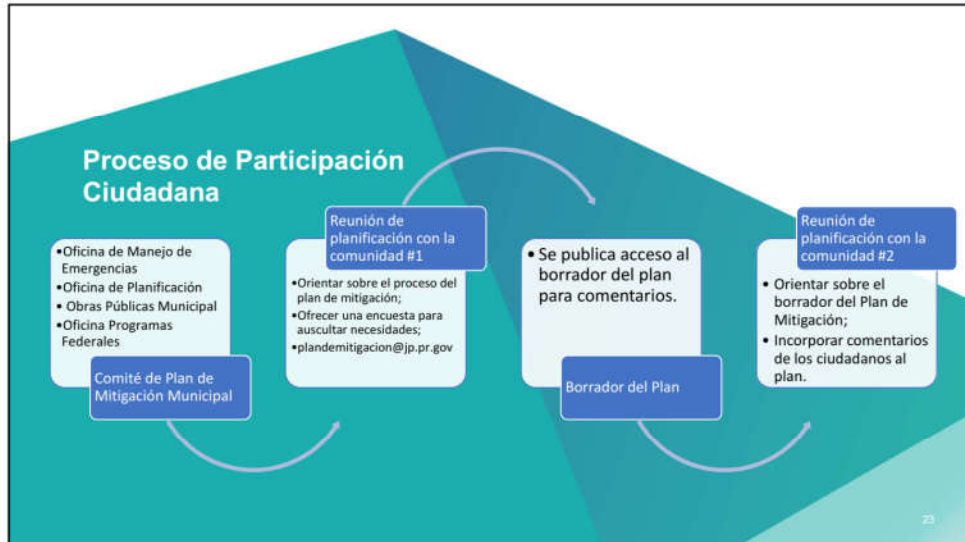 Proceso de Participación
Ciudadana
•Oficina de Manejo de
Emergencias
•Oficina de Planificación
• Obras Públicas Municipal
•Oficina Programas
Federales
Comité de Plan de
Mitigación Municipal
Reunión de
planificación con la
comunidad #1
•Orientar sobre el proceso del
plan de mitigación;
•Ofrecer una encuesta para
auscultar necesidades;
•plandemitigacion@jp.pr.gov
• Se publica acceso al
borrador del plan
para comentarios.
Borrador del Plan
Reunión de
planificación con la
comunidad #2
• Orientar sobre el
borrador del Plan de
Mitigación;
• Incorporar comentarios
de los ciudadanos al
plan.
23